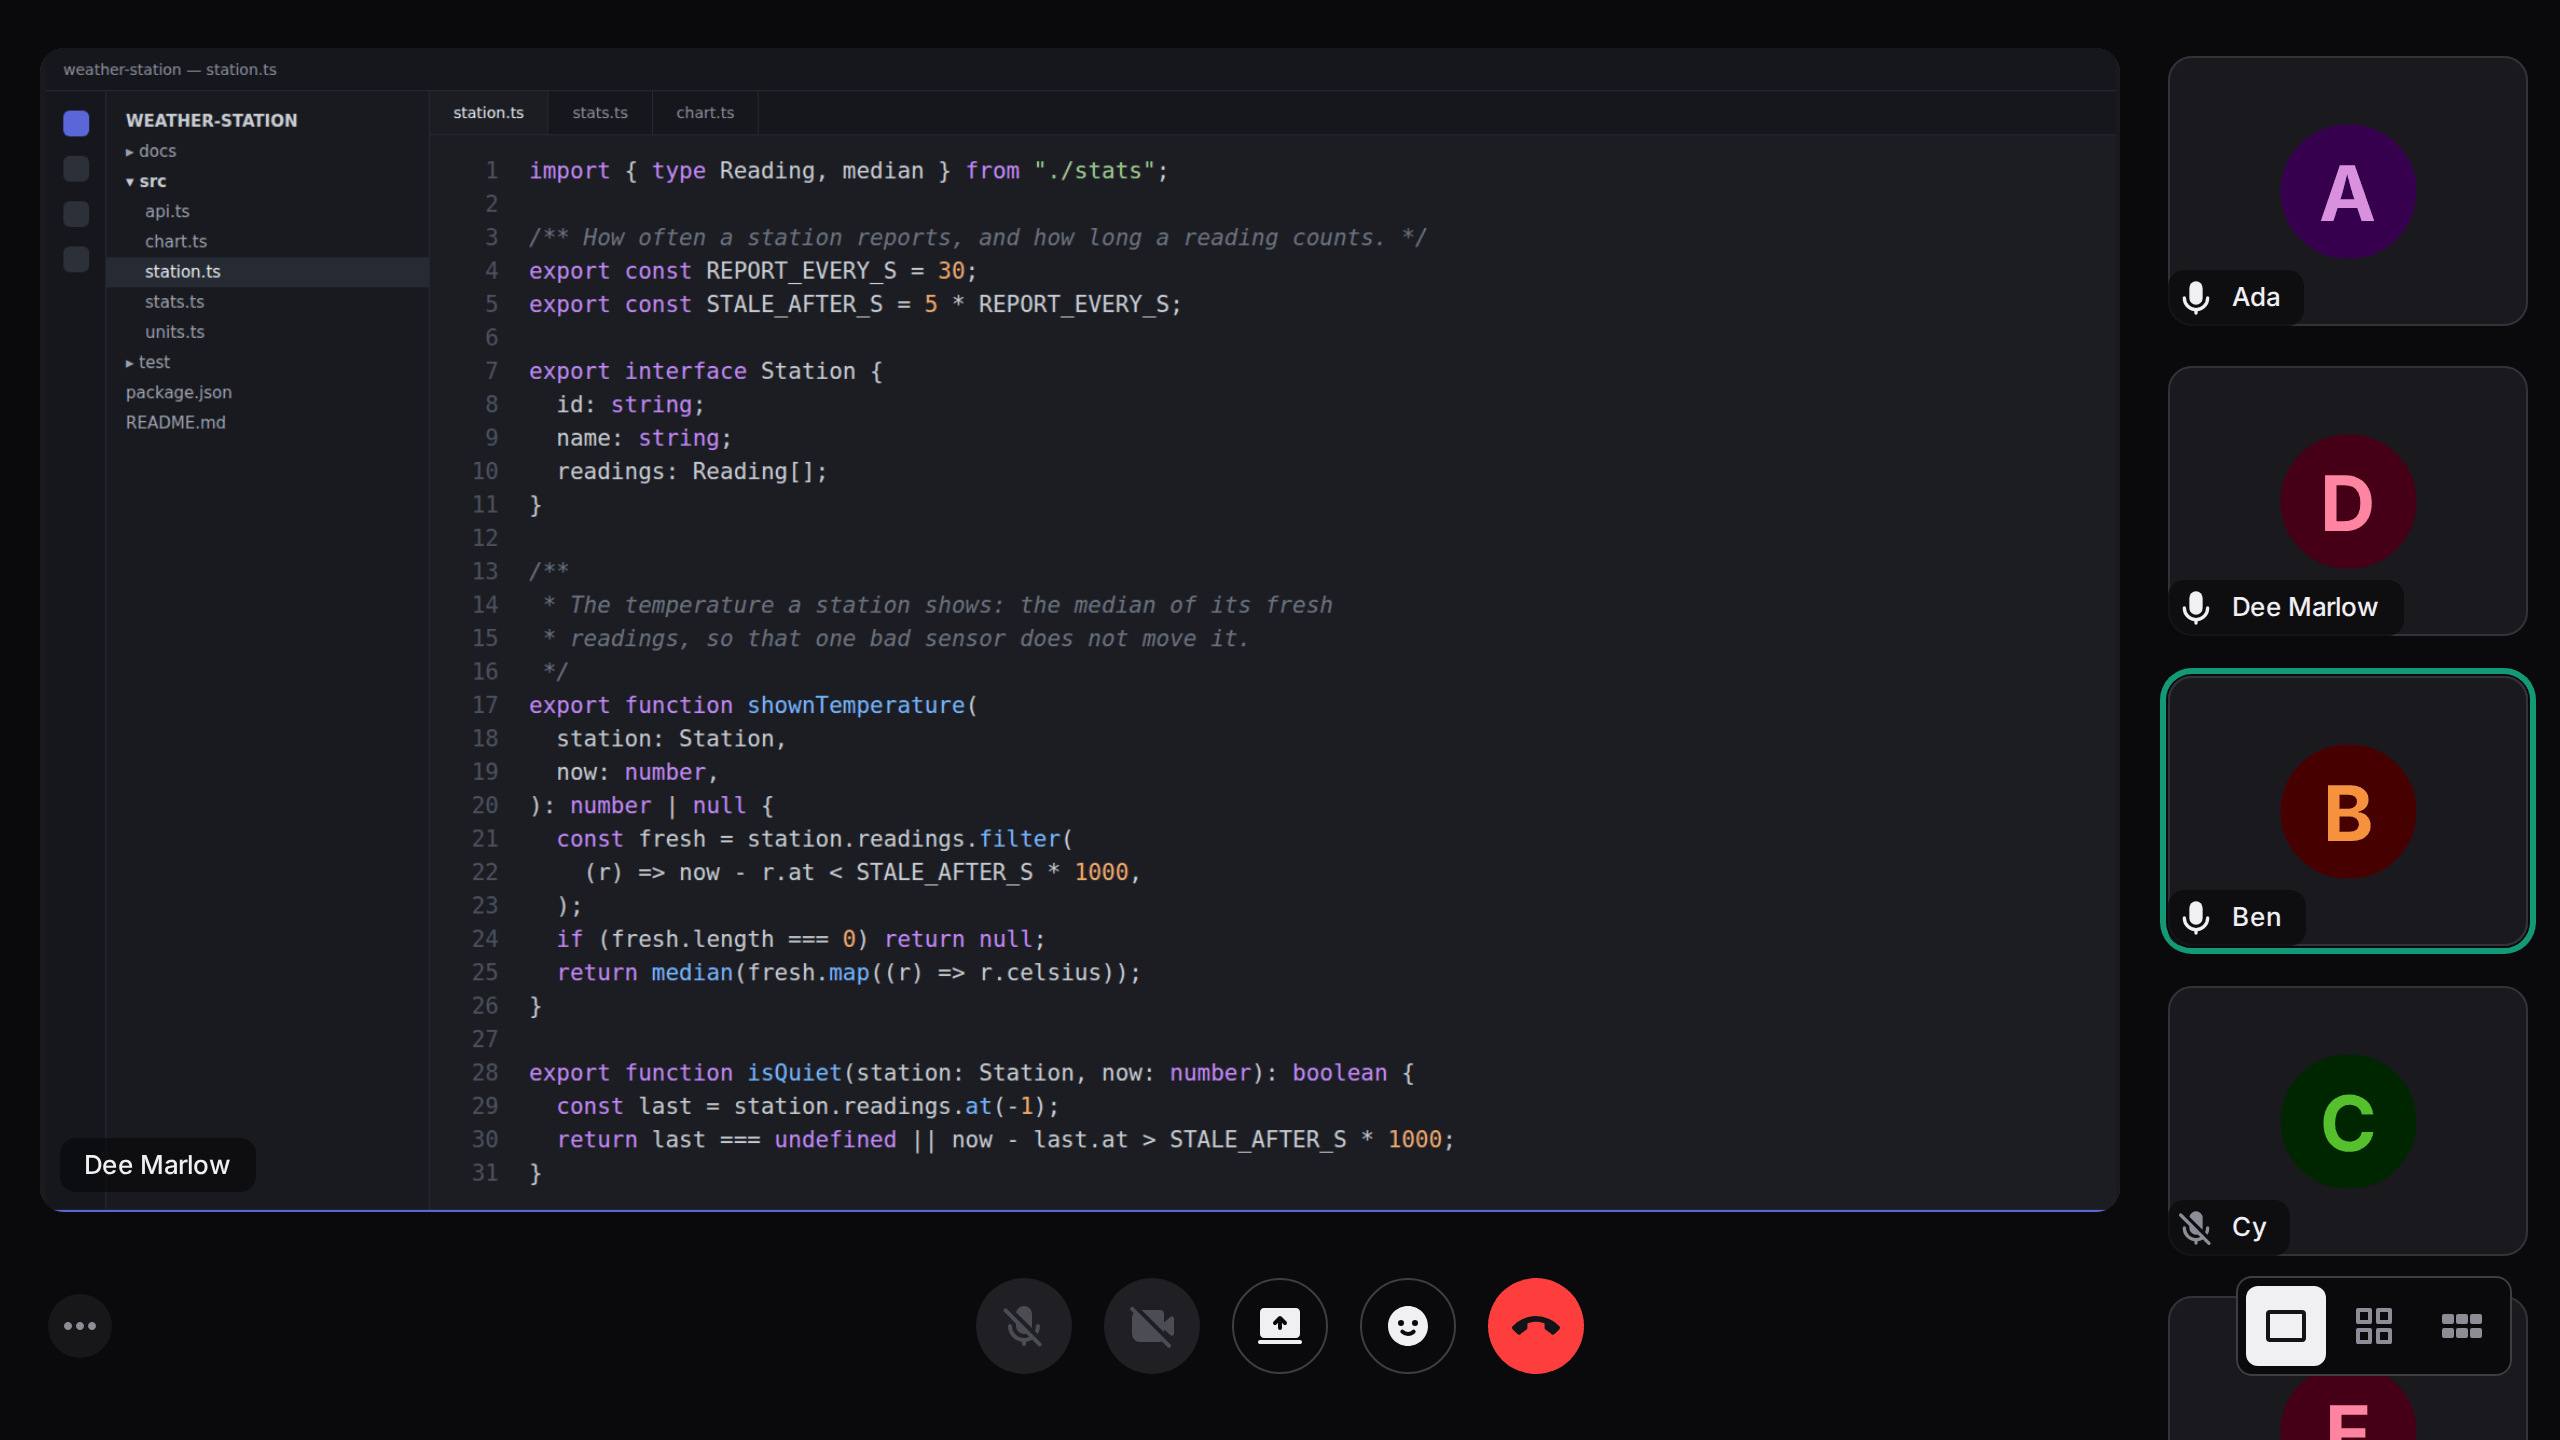 weather-station — station.ts
WEATHER-STATION
▸ docs
▾ src
api.ts
chart.ts
station.ts
stats.ts
units.ts
▸ test
package.json
README.md
station.ts
stats.ts
chart.ts
1 import { type Reading, median } from "./stats";
2
3 /** How often a station reports, and how long a reading counts. */
4 export const REPORT_EVERY_S = 30;
5 export const STALE_AFTER_S = 5 * REPORT_EVERY_S;
6
7 export interface Station {
8   id: string;
9   name: string;
10   readings: Reading[];
11 }
12
13 /**
14  * The temperature a station shows: the median of its fresh
15  * readings, so that one bad sensor does not move it.
16  */
17 export function shownTemperature(
18   station: Station,
19   now: number,
20 ): number | null {
21   const fresh = station.readings.filter(
22     (r) => now - r.at < STALE_AFTER_S * 1000,
23   );
24   if (fresh.length === 0) return null;
25   return median(fresh.map((r) => r.celsius));
26 }
27
28 export function isQuiet(station: Station, now: number): boolean {
29   const last = station.readings.at(-1);
30   return last === undefined || now - last.at > STALE_AFTER_S * 1000;
31 }
Dee Marlow
A
Ada
D
Dee Marlow
B
Ben
C
Cy